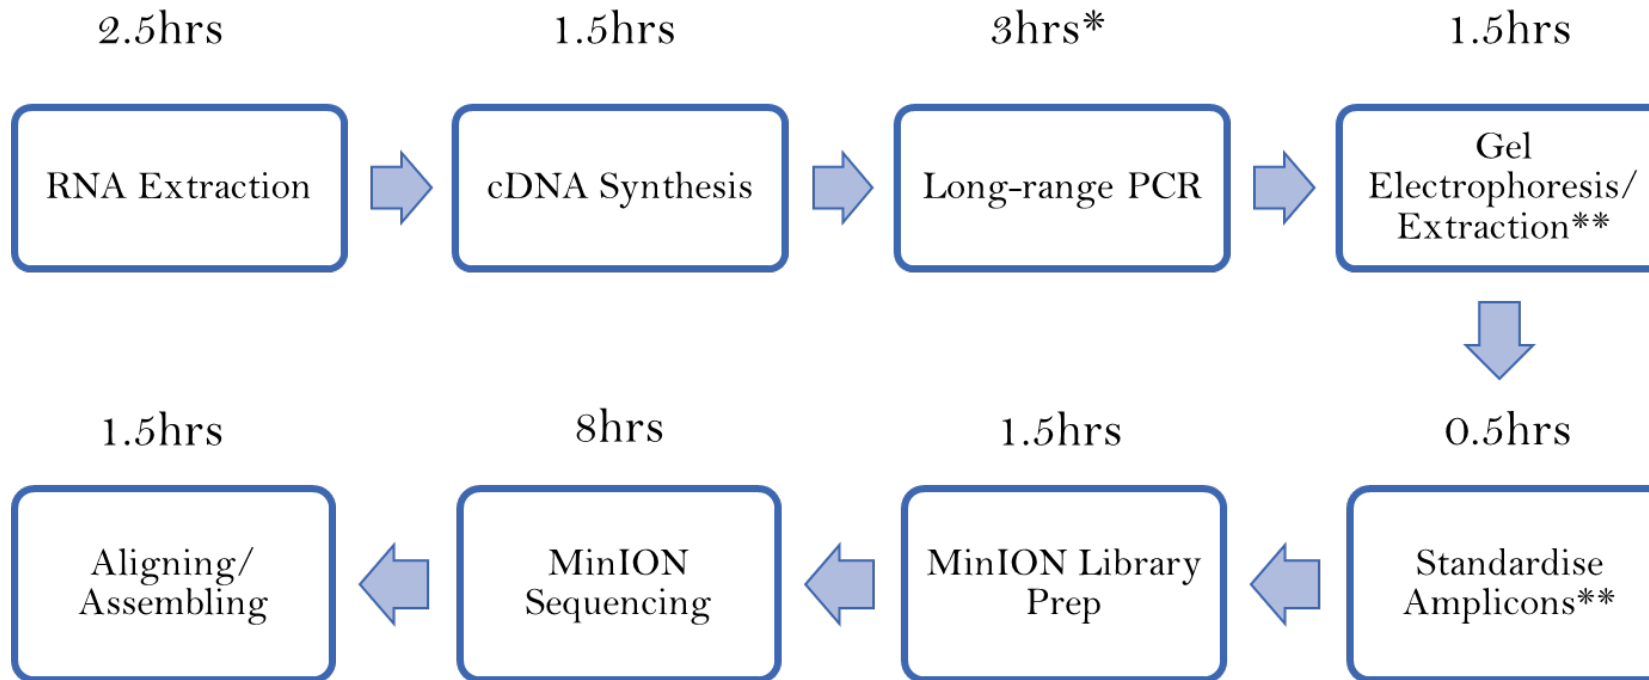 2.5hrs
1.5hrs
3hrs*
1.5hrs
RNA Extraction
cDNA Synthesis
Long-range PCR
Gel
Electrophoresis/
Extraction**
1.5hrs
8hrs
1.5hrs
0.5hrs
Aligning/
Assembling
MinION
Sequencing
MinION Library
Prep
Standardise
Amplicons**